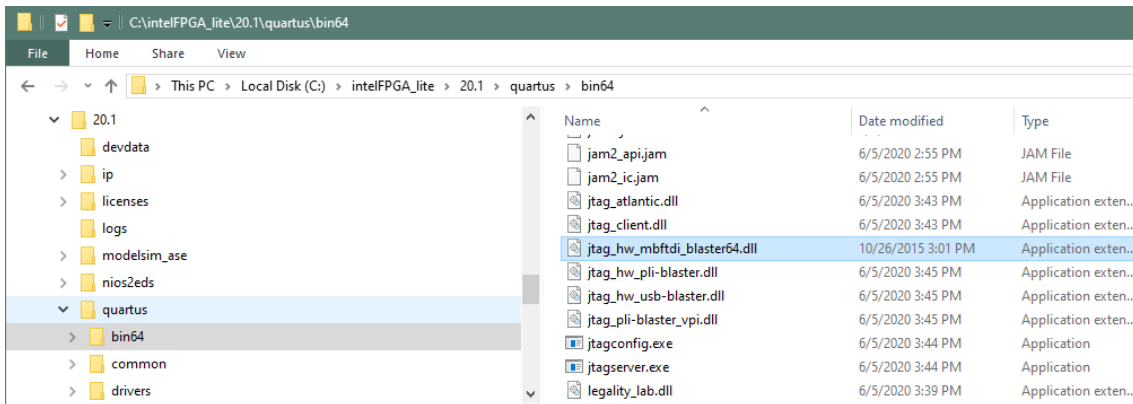 C:\intelFPGA_lite\20.1\quartus\bin64
File Home Share View
This PC > Local Disk (C:) > intelFPGA_lite > 20.1 > quartus > bin64
20.1
devdata
ip
licenses
logs
modelsim_ase
nios2eds
quartus
bin64
common
drivers
Name Date modified Type
jam2_api.jam 6/5/2020 2:55 PM JAM File
jam2_ic.jam 6/5/2020 2:55 PM JAM File
jtag_atlantic.dll 6/5/2020 3:43 PM Application exten...
jtag_client.dll 6/5/2020 3:43 PM Application exten...
jtag_hw_mbftdi_blaster64.dll 10/26/2015 3:01 PM Application exten...
jtag_hw_pli-blaster.dll 6/5/2020 3:45 PM Application exten...
jtag_hw_usb-blaster.dll 6/5/2020 3:45 PM Application exten...
jtag_pli-blaster_vpi.dll 6/5/2020 3:45 PM Application exten...
jtagconfig.exe 6/5/2020 3:44 PM Application
jtagserver.exe 6/5/2020 3:44 PM Application
legality_lab.dll 6/5/2020 3:39 PM Application exten...